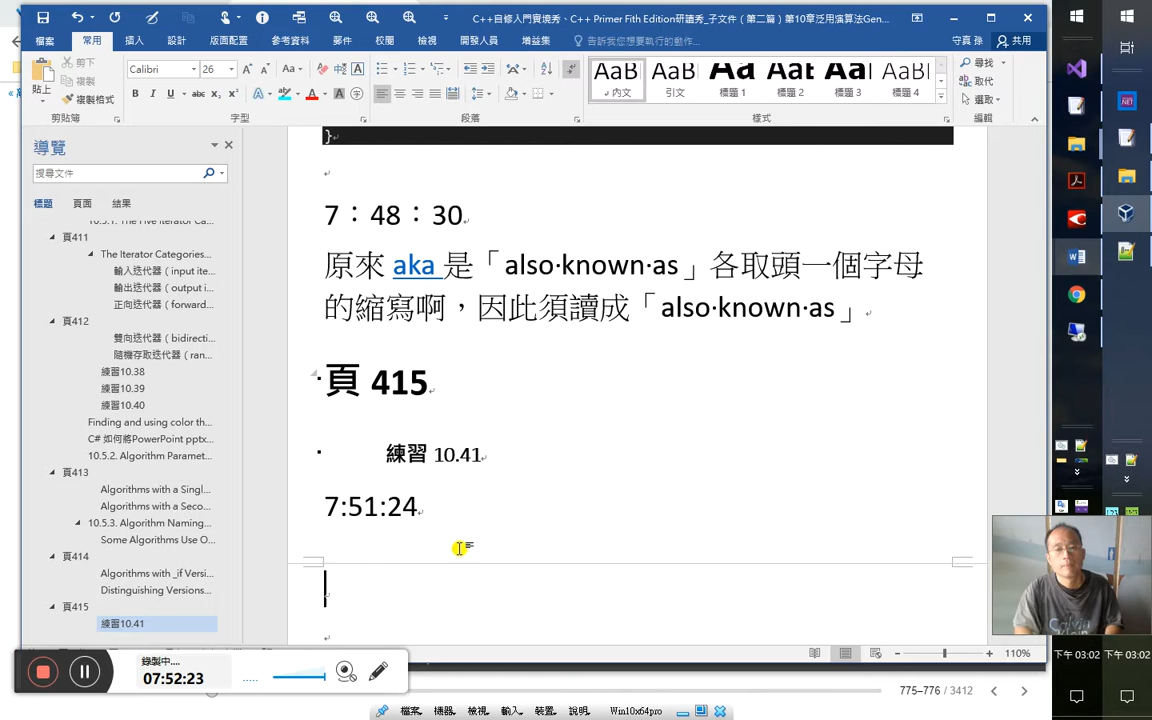 C++自修入門實境秀、C++ Primer Fith Edition研讀秀_子文件（第二篇）第10章泛用演算法Gen...
檔案 常用 插入 設計 版面配置 參考資料 郵件 校閱 檢視 開發人員 增益集 告訴我您想要執行的動作... 守真 孫 共用
貼上 剪下 複製 複製格式
Calibri 26
AaB AaB Aa Aat Aal AaBl
內文 引文 標題 1 標題 2 標題 3 標題 4
尋找 取代 選取
剪貼簿 字型 段落 樣式 編輯
導覽
搜尋文件
標題 頁面 結果
10.5.1. The Five Iterator Ca...
頁411
The Iterator Categories...
輸入迭代器（input ite...
輸出迭代器（output i...
正向迭代器（forward...
頁412
雙向迭代器（bidirecti...
隨機存取迭代器（ran...
練習10.38
練習10.39
練習10.40
Finding and using color th...
C# 如何將PowerPoint pptx...
10.5.2. Algorithm Paramet...
頁413
Algorithms with a Singl...
Algorithms with a Seco...
10.5.3. Algorithm Naming...
Some Algorithms Use O...
頁414
Algorithms with _if Versi...
Distinguishing Versions...
頁415
練習10.41
}
7：48：30
原來 aka 是「also·known·as」各取頭一個字母
的縮寫啊，因此須讀成「also·known·as」
頁 415
練習 10.41
7:51:24
110%
錄製中....
07:52:23
775–776 / 3412
檔案 機器 檢視 輸入 裝置 說明 Win10x64pro
下午 03:02 下午 03:02